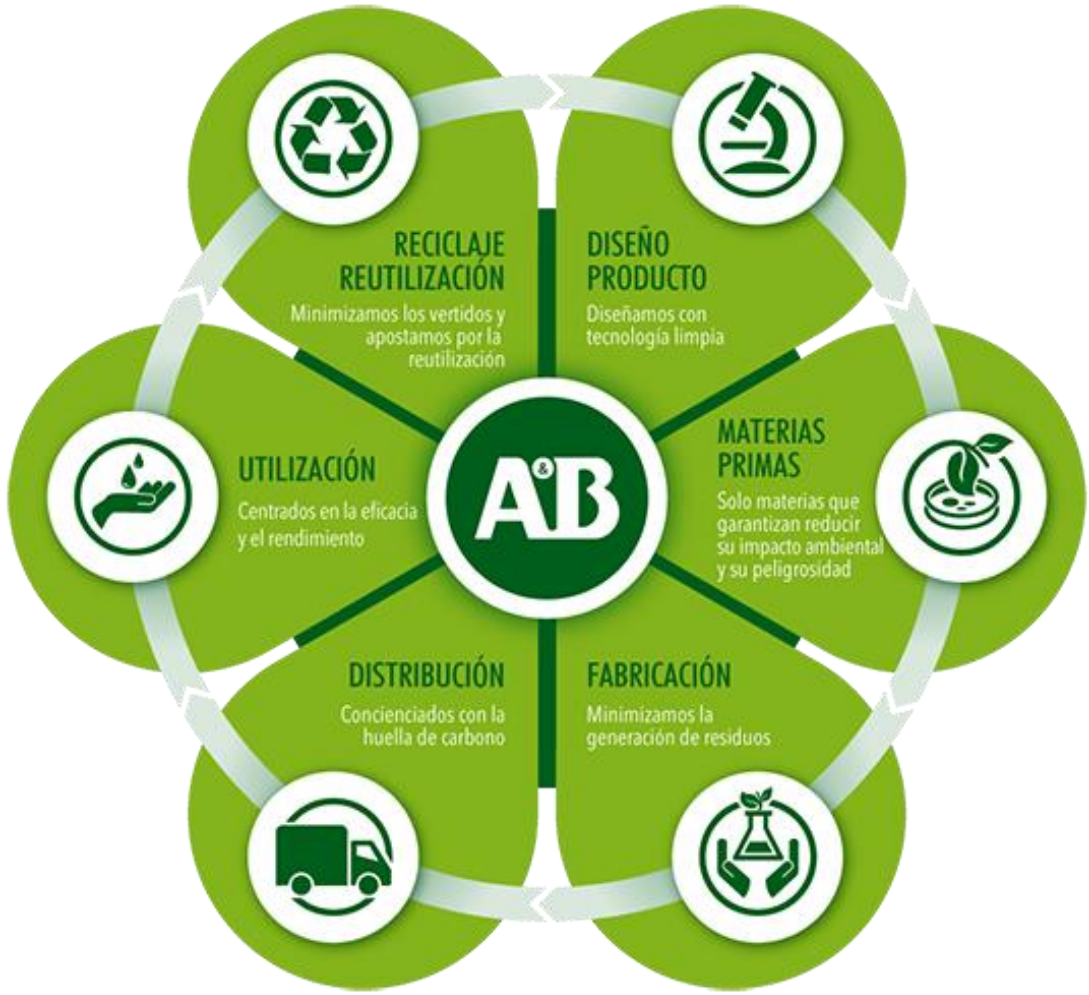 RECICLAJE
REUTILIZACIÓN
Minimizamos los vertidos y
apostamos por la
reutilización
DISEÑO
PRODUCTO
Diseñamos con
tecnología limpia
MATERIAS
PRIMAS
Solo materias que
garantizan reducir
su impacto ambiental
y su peligrosidad
FABRICACIÓN
Minimizamos la
generación de residuos
DISTRIBUCIÓN
Concienciados con la
huella de carbono
UTILIZACIÓN
Centrados en la eficacia
y el rendimiento
A&B